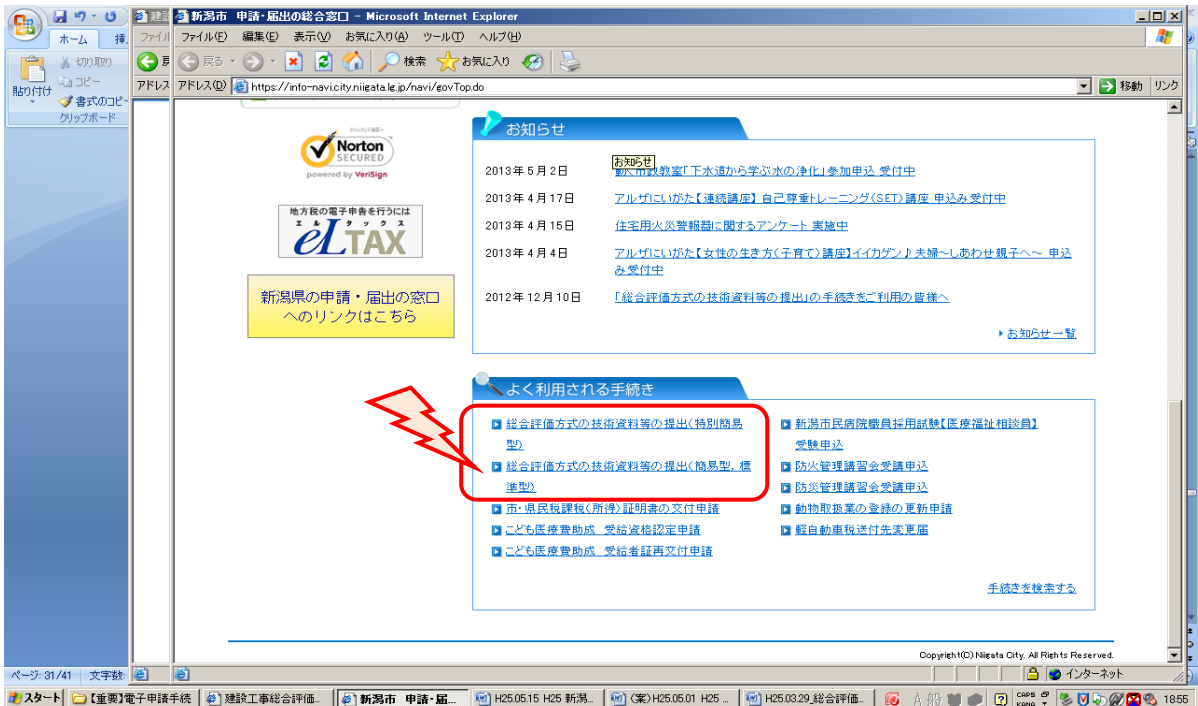 新潟市 申請・届出の総合窓口 - Microsoft Internet Explorer
ファイル(F) 編集(E) 表示(V) お気に入り(A) ツール(T) ヘルプ(H)
戻る 検索 お気に入り
アドレス(D) https://info-navi.city.niigata.lg.jp/navi/govTop.do 移動 リンク
ホーム 挿
貼り付け
切り取り
コピー
書式のコピー
クリップボード
ファイル
アドレス
Norton
SECURED
powered by VeriSign
地方税の電子申告を行うには
エルタックス
eLTAX
新潟県の申請・届出の窓口
へのリンクはこちら
お知らせ
お知らせ
2013年5月2日 動く市政教室「下水道から学ぶ水の浄化」参加申込 受付中
2013年4月17日 アルザにいがた【連続講座】自己尊重トレーニング(SET)講座 申込み受付中
2013年4月15日 住宅用火災警報器に関するアンケート 実施中
2013年4月4日 アルザにいがた【女性の生き方(子育て)講座】イイカゲン♪夫婦~しあわせ親子へ~ 申込
み受付中
2012年12月10日 「総合評価方式の技術資料等の提出」の手続きをご利用の皆様へ
お知らせ一覧
よく利用される手続き
総合評価方式の技術資料等の提出(特別簡易
型)
総合評価方式の技術資料等の提出(簡易型, 標
準型)
市・県民税課税(所得)証明書の交付申請
こども医療費助成 受給資格認定申請
こども医療費助成 受給者証再交付申請
新潟市民病院職員採用試験【医療福祉相談員】
受験申込
防火管理講習会受講申込
防災管理講習会受講申込
動物取扱業の登録の更新申請
軽自動車税送付先変更届
手続きを検索する
Copyright(C) Niigata City. All Rights Reserved.
インターネット
ページ: 31/41 文字数:
スタート 【重要】電子申請手続 建設工事総合評価... 新潟市 申請・届... H25.05.15 H25 新潟... (案)H25.05.01 H25 ... H25.03.29_総合評価... A 般 CAPS KANA 18:55